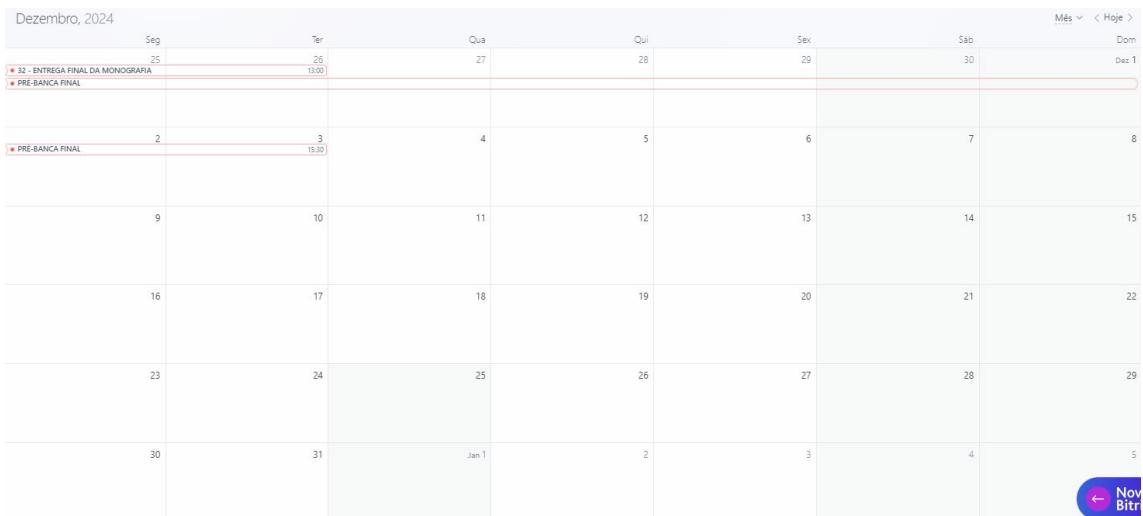 Dezembro, 2024
Mês < Hoje >
Seg Ter Qua Qui Sex Sáb Dom
25 26 27 28 29 30 Dez 1
32 - ENTREGA FINAL DA MONOGRAFIA 13:00
PRÉ-BANCA FINAL
2 3 4 5 6 7 8
PRÉ-BANCA FINAL 15:30
9 10 11 12 13 14 15
16 17 18 19 20 21 22
23 24 25 26 27 28 29
30 31 Jan 1 2 3 4 5
Nov
Bitri